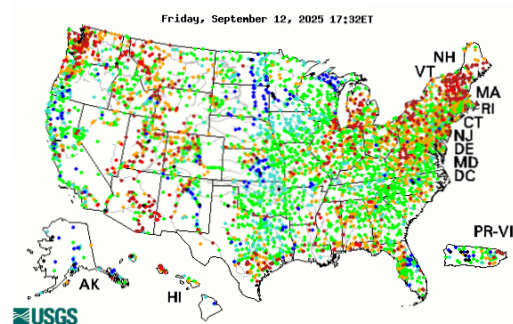 Friday, September 12, 2025 17:32ET
NH
VT
MA
RI
CT
NJ
DE
MD
DC
PR-VI
AK
HI
USGS